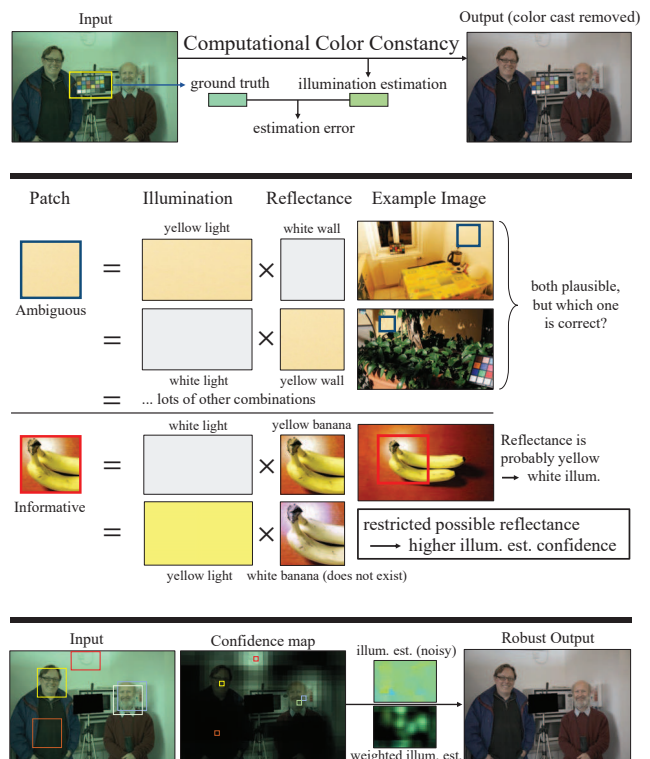 Input
Output (color cast removed)
Computational Color Constancy
ground truth
illumination estimation
estimation error
Patch
Illumination
Reflectance
Example Image
yellow light
white wall
=
×
Ambiguous
both plausible,
but which one
is correct?
=
×
white light
yellow wall
= ... lots of other combinations
white light
yellow banana
=
×
Informative
Reflectance is
probably yellow
→ white illum.
=
×
restricted possible reflectance
→ higher illum. est. confidence
yellow light
white banana (does not exist)
Input
Confidence map
illum. est. (noisy)
Robust Output
weighted illum. est.